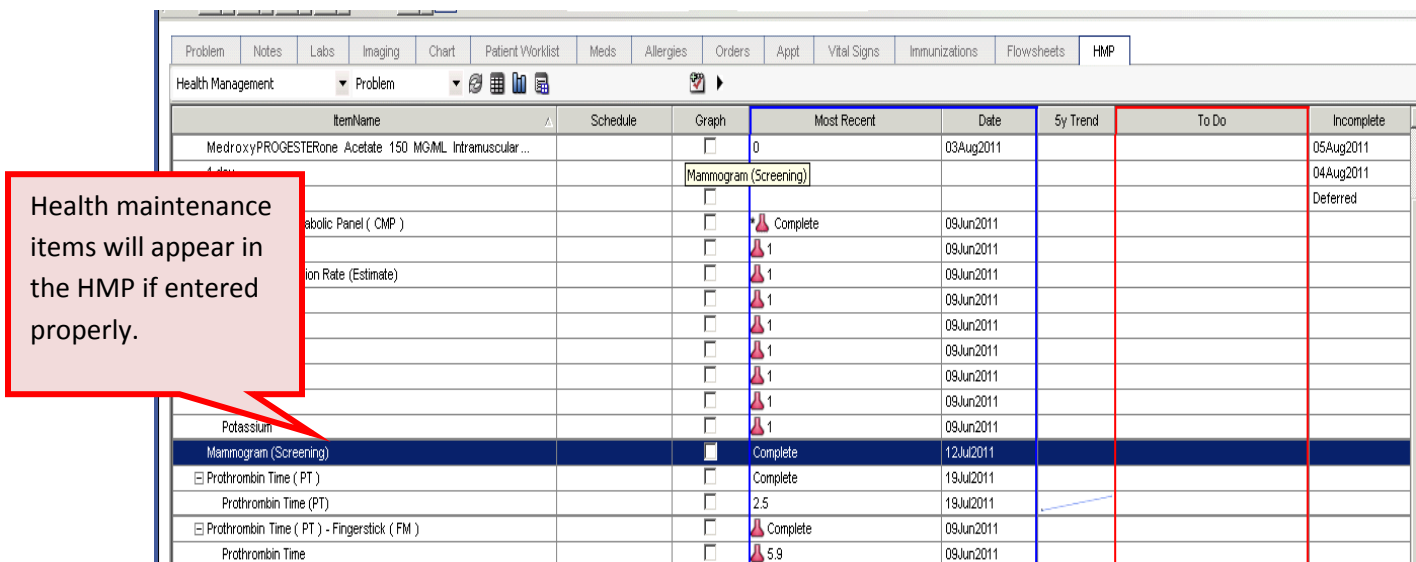 Problem Notes Labs Imaging Chart Patient Worklist Meds Allergies Orders Appt Vital Signs Immunizations Flowsheets HMP
Health Management Problem
ItemName Schedule Graph Most Recent Date 5y Trend To Do Incomplete
MedroxyPROGESTERone Acetate 150 MG/ML Intramuscular... 0 03Aug2011 05Aug2011
Mammogram (Screening) 04Aug2011
Deferred
Health maintenance
items will appear in
the HMP if entered
properly.
abolic Panel ( CMP ) * Complete 09Jun2011
1 09Jun2011
ion Rate (Estimate) 1 09Jun2011
1 09Jun2011
1 09Jun2011
1 09Jun2011
1 09Jun2011
1 09Jun2011
Potassium 1 09Jun2011
Mammogram (Screening) Complete 12Jul2011
Prothrombin Time ( PT ) Complete 19Jul2011
Prothrombin Time (PT) 2.5 19Jul2011
Prothrombin Time ( PT ) - Fingerstick ( FM ) Complete 09Jun2011
Prothrombin Time 5.9 09Jun2011